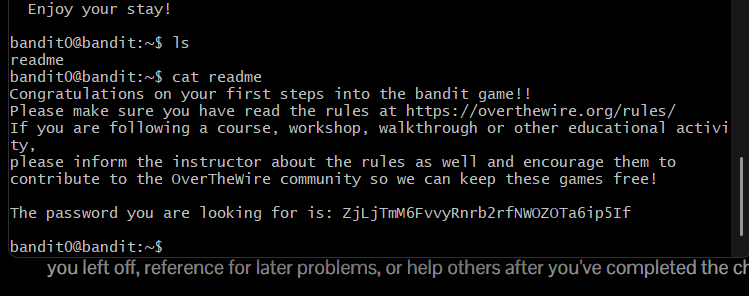 Enjoy your stay!
bandit0@bandit:~$ ls
readme
bandit0@bandit:~$ cat readme
Congratulations on your first steps into the bandit game!!
Please make sure you have read the rules at https://overthewire.org/rules/
If you are following a course, workshop, walkthrough or other educational activi
ty,
please inform the instructor about the rules as well and encourage them to
contribute to the OverTheWire community so we can keep these games free!
The password you are looking for is: ZjLjTmM6FvvyRnrb2rfNWOZOTa6ip5If
bandit0@bandit:~$
you left off, reference for later problems, or help others after you've completed the ch